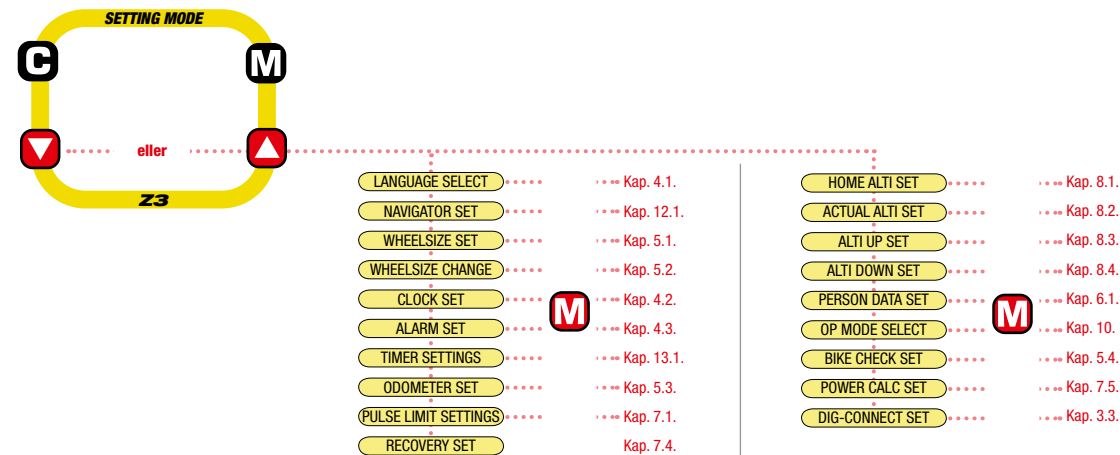 SETTING MODE
C
M
eller
Z3
LANGUAGE SELECT Kap. 4.1.
NAVIGATOR SET Kap. 12.1.
WHEELSIZE SET Kap. 5.1.
WHEELSIZE CHANGE Kap. 5.2.
CLOCK SET Kap. 4.2.
M
ALARM SET Kap. 4.3.
TIMER SETTINGS Kap. 13.1.
ODOMETER SET Kap. 5.3.
PULSE LIMIT SETTINGS Kap. 7.1.
RECOVERY SET Kap. 7.4.
HOME ALTI SET Kap. 8.1.
ACTUAL ALTI SET Kap. 8.2.
ALTI UP SET Kap. 8.3.
ALTI DOWN SET Kap. 8.4.
PERSON DATA SET Kap. 6.1.
M
OP MODE SELECT Kap. 10.
BIKE CHECK SET Kap. 5.4.
POWER CALC SET Kap. 7.5.
DIG-CONNECT SET Kap. 3.3.